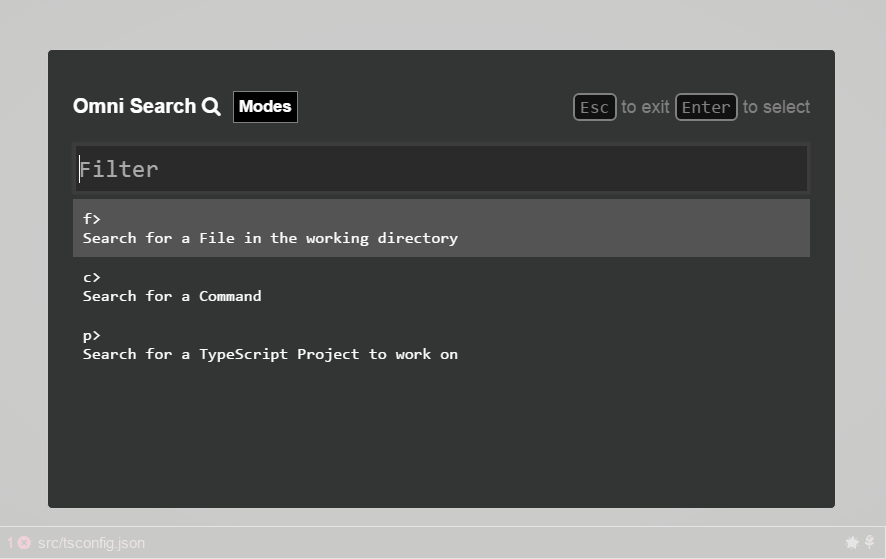 Omni Search Modes Esc to exit Enter to select
Filter
f>
Search for a File in the working directory
c>
Search for a Command
p>
Search for a TypeScript Project to work on
1 src/tsconfig.json